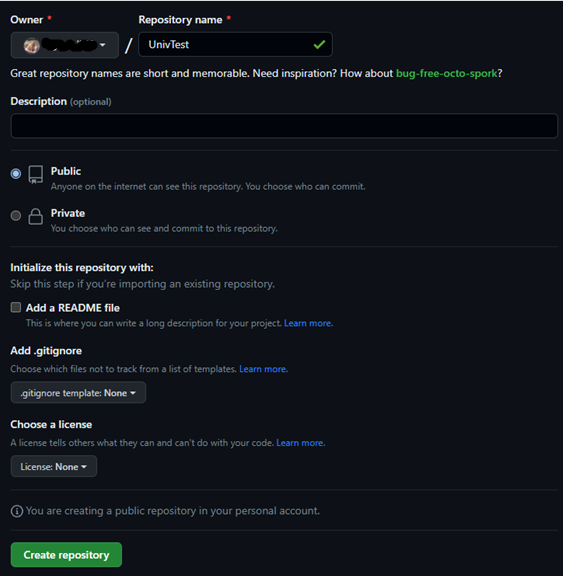 Owner * Repository name *
/ UnivTest
Great repository names are short and memorable. Need inspiration? How about bug-free-octo-spork?
Description (optional)
Public
Anyone on the internet can see this repository. You choose who can commit.
Private
You choose who can see and commit to this repository.
Initialize this repository with:
Skip this step if you're importing an existing repository.
Add a README file
This is where you can write a long description for your project. Learn more.
Add .gitignore
Choose which files not to track from a list of templates. Learn more.
.gitignore template: None
Choose a license
A license tells others what they can and can't do with your code. Learn more.
License: None
You are creating a public repository in your personal account.
Create repository